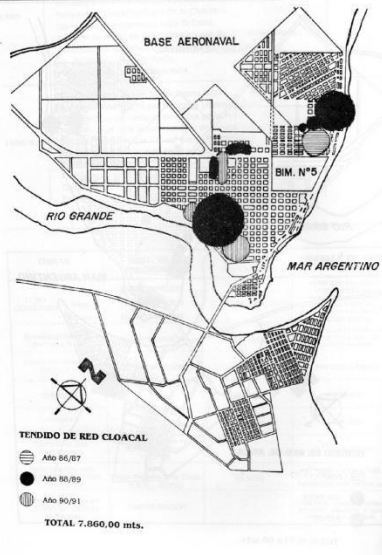 BASE AERONAVAL
BIM. Nº5
RIO GRANDE
MAR ARGENTINO
N
TENDIDO DE RED CLOACAL
Año 86/87
Año 88/89
Año 90/91
TOTAL 7.860,00 mts.